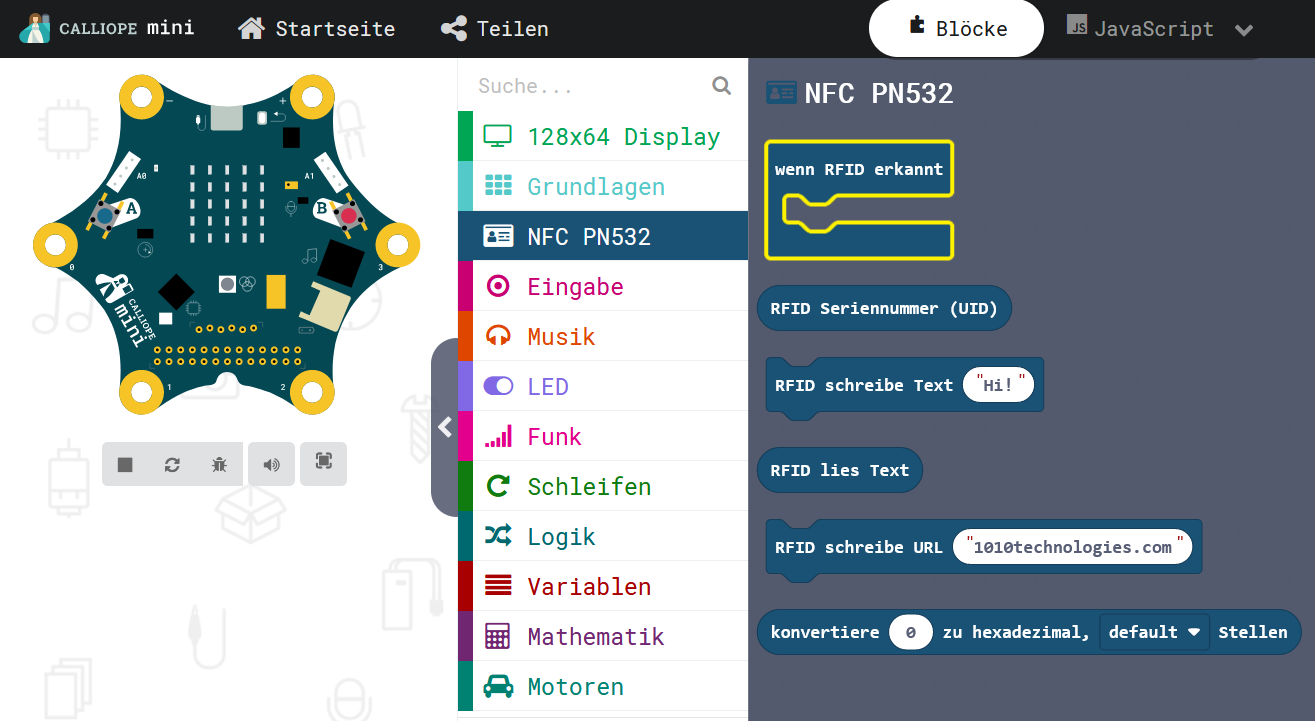 CALLIOPE mini Startseite Teilen Blöcke JS JavaScript
Suche...
128x64 Display
Grundlagen
NFC PN532
Eingabe
Musik
LED
Funk
Schleifen
Logik
Variablen
Mathematik
Motoren
NFC PN532
wenn RFID erkannt
RFID Seriennummer (UID)
RFID schreibe Text "Hi!"
RFID lies Text
RFID schreibe URL "1010technologies.com"
konvertiere 0 zu hexadezimal, default Stellen
− +
A0 A1
A B
0 3
CALLIOPE
mini
1 2